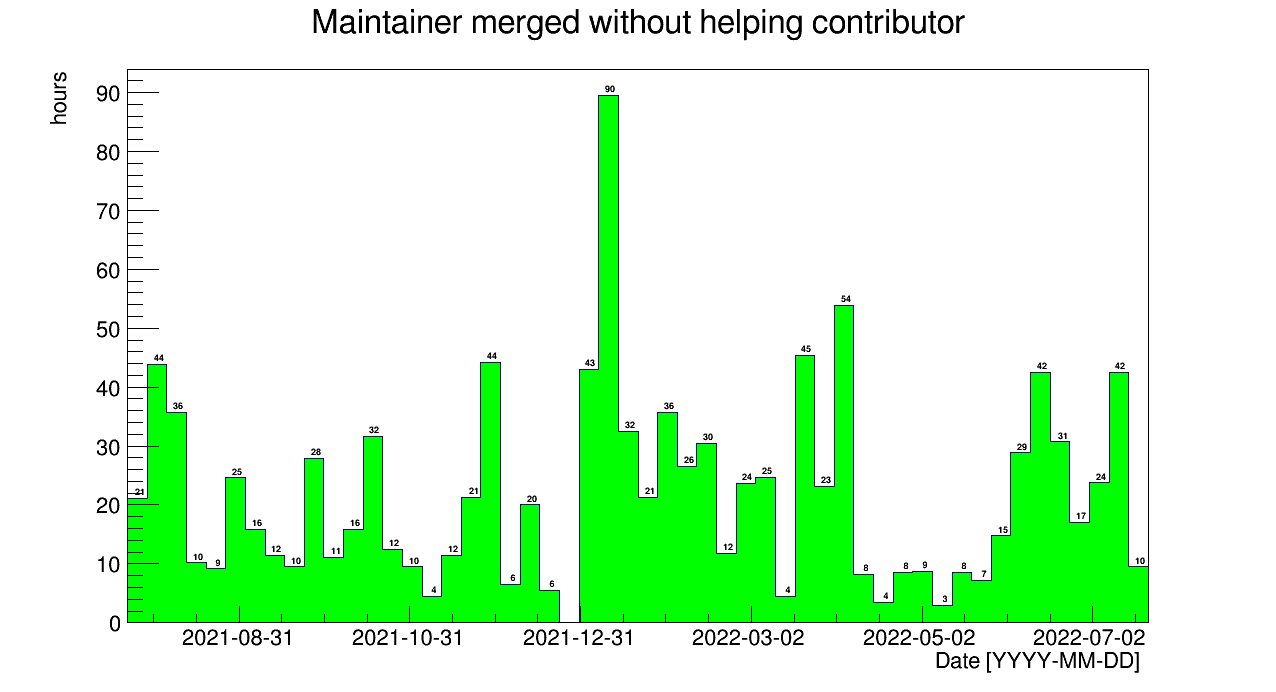 Maintainer merged without helping contributor
hours
90
80
70
60
50
40
30
20
10
0
21 44 36 10 9 25 16 12 10 28 11 16 32 12 10 4 12 21 44 6 20 6 43 90 32 21 36 26 30 12 24 25 4 45 23 54 8 4 8 9 3 8 7 15 29 42 31 17 24 42 10
2021-08-31 2021-10-31 2021-12-31 2022-03-02 2022-05-02 2022-07-02
Date [YYYY-MM-DD]